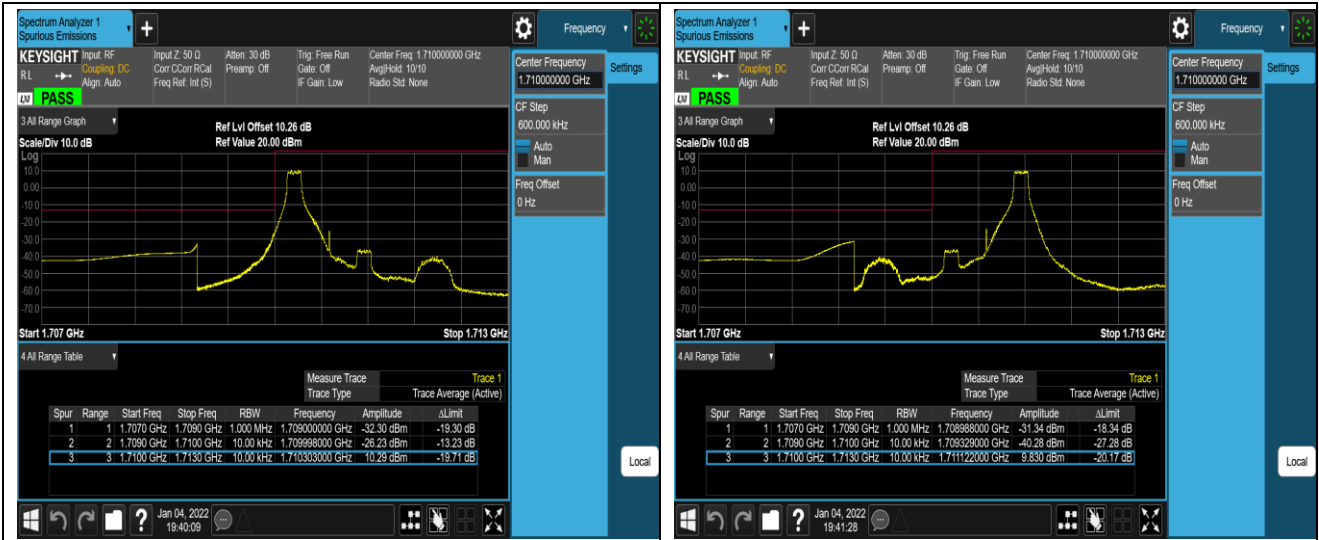 Spectrum Analyzer 1
Spurious Emissions
Frequency
KEYSIGHT
RL
Input: RF
Coupling: DC
Align: Auto
Input Z: 50 Ω
Corr CCorr RCal
Freq Ref: Int (S)
Atten: 30 dB
Preamp: Off
Trig: Free Run
Gate: Off
IF Gain: Low
Center Freq: 1.710000000 GHz
Avg|Hold: 10/10
Radio Std: None
PASS
Center Frequency
1.710000000 GHz
Settings
CF Step
600.000 kHz
Auto
Man
Freq Offset
0 Hz
3 All Range Graph
Ref Lvl Offset 10.26 dB
Scale/Div 10.0 dB
Ref Value 20.00 dBm
Log
10.0
0.00
-10.0
-20.0
-30.0
-40.0
-50.0
-60.0
-70.0
Start 1.707 GHz
Stop 1.713 GHz
4 All Range Table
Measure Trace Trace 1
Trace Type Trace Average (Active)
Spur Range Start Freq Stop Freq RBW Frequency Amplitude ΔLimit
1 1 1.7070 GHz 1.7090 GHz 1.000 MHz 1.709000000 GHz -32.30 dBm -19.30 dB
2 2 1.7090 GHz 1.7100 GHz 10.00 kHz 1.709998000 GHz -26.23 dBm -13.23 dB
3 3 1.7100 GHz 1.7130 GHz 10.00 kHz 1.710303000 GHz 10.29 dBm -19.71 dB
Local
Jan 04, 2022
19:40:09
Spectrum Analyzer 1
Spurious Emissions
Frequency
KEYSIGHT
RL
Input: RF
Coupling: DC
Align: Auto
Input Z: 50 Ω
Corr CCorr RCal
Freq Ref: Int (S)
Atten: 30 dB
Preamp: Off
Trig: Free Run
Gate: Off
IF Gain: Low
Center Freq: 1.710000000 GHz
Avg|Hold: 10/10
Radio Std: None
PASS
Center Frequency
1.710000000 GHz
Settings
CF Step
600.000 kHz
Auto
Man
Freq Offset
0 Hz
3 All Range Graph
Ref Lvl Offset 10.26 dB
Scale/Div 10.0 dB
Ref Value 20.00 dBm
Log
10.0
0.00
-10.0
-20.0
-30.0
-40.0
-50.0
-60.0
-70.0
Start 1.707 GHz
Stop 1.713 GHz
4 All Range Table
Measure Trace Trace 1
Trace Type Trace Average (Active)
Spur Range Start Freq Stop Freq RBW Frequency Amplitude ΔLimit
1 1 1.7070 GHz 1.7090 GHz 1.000 MHz 1.708988000 GHz -31.34 dBm -18.34 dB
2 2 1.7090 GHz 1.7100 GHz 10.00 kHz 1.709329000 GHz -40.28 dBm -27.28 dB
3 3 1.7100 GHz 1.7130 GHz 10.00 kHz 1.711122000 GHz 9.830 dBm -20.17 dB
Local
Jan 04, 2022
19:41:28